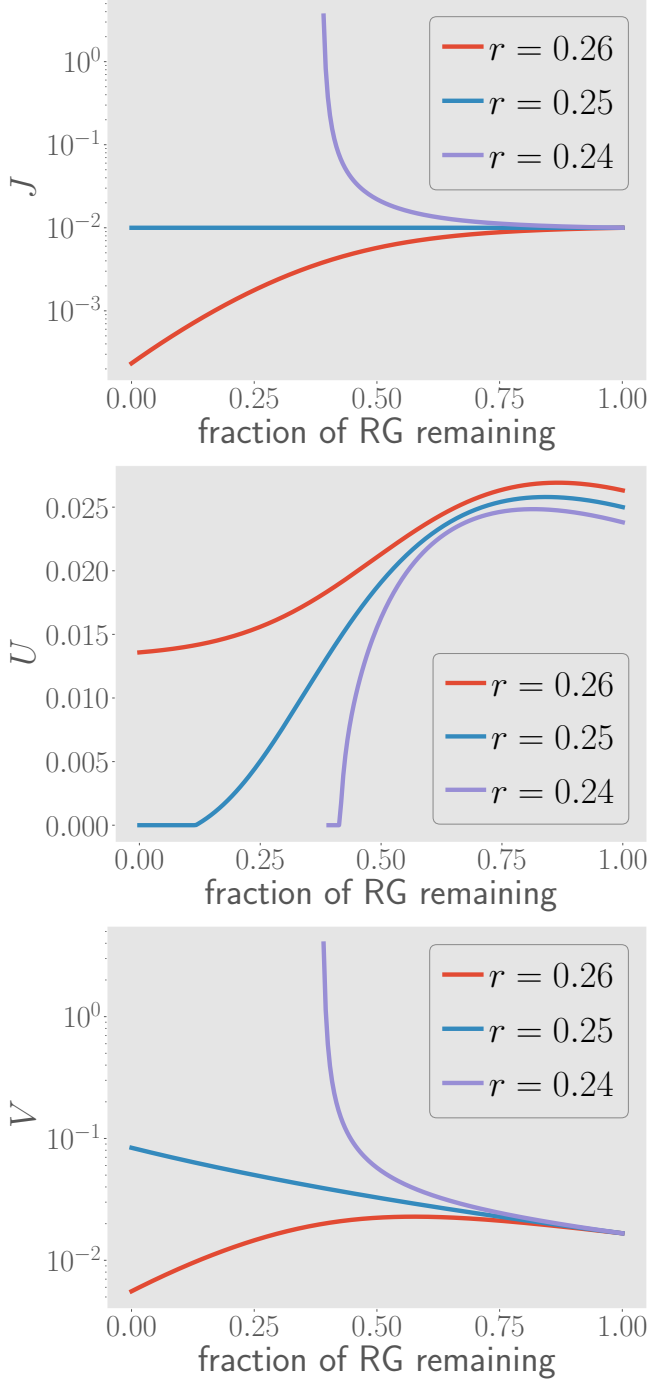 10^0
10^{-1}
10^{-2}
10^{-3}
J
r = 0.26
r = 0.25
r = 0.24
0.00 0.25 0.50 0.75 1.00
fraction of RG remaining
0.025
0.020
0.015
0.010
0.005
0.000
U
r = 0.26
r = 0.25
r = 0.24
0.00 0.25 0.50 0.75 1.00
fraction of RG remaining
10^0
10^{-1}
10^{-2}
V
r = 0.26
r = 0.25
r = 0.24
0.00 0.25 0.50 0.75 1.00
fraction of RG remaining